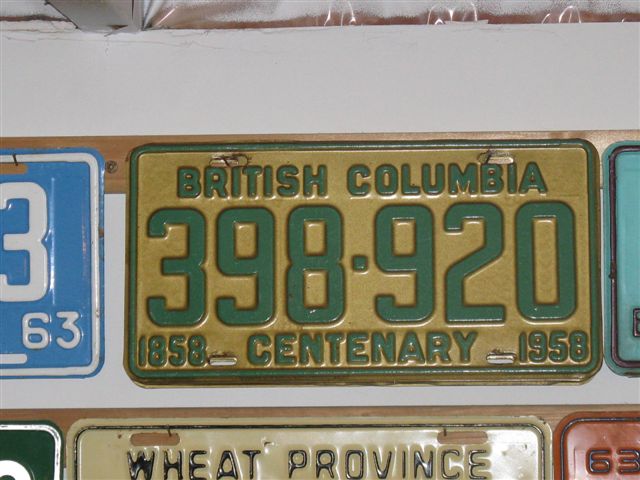 3
63
BRITISH COLUMBIA
398·920
1858 CENTENARY 1958
WHEAT PROVINCE
63